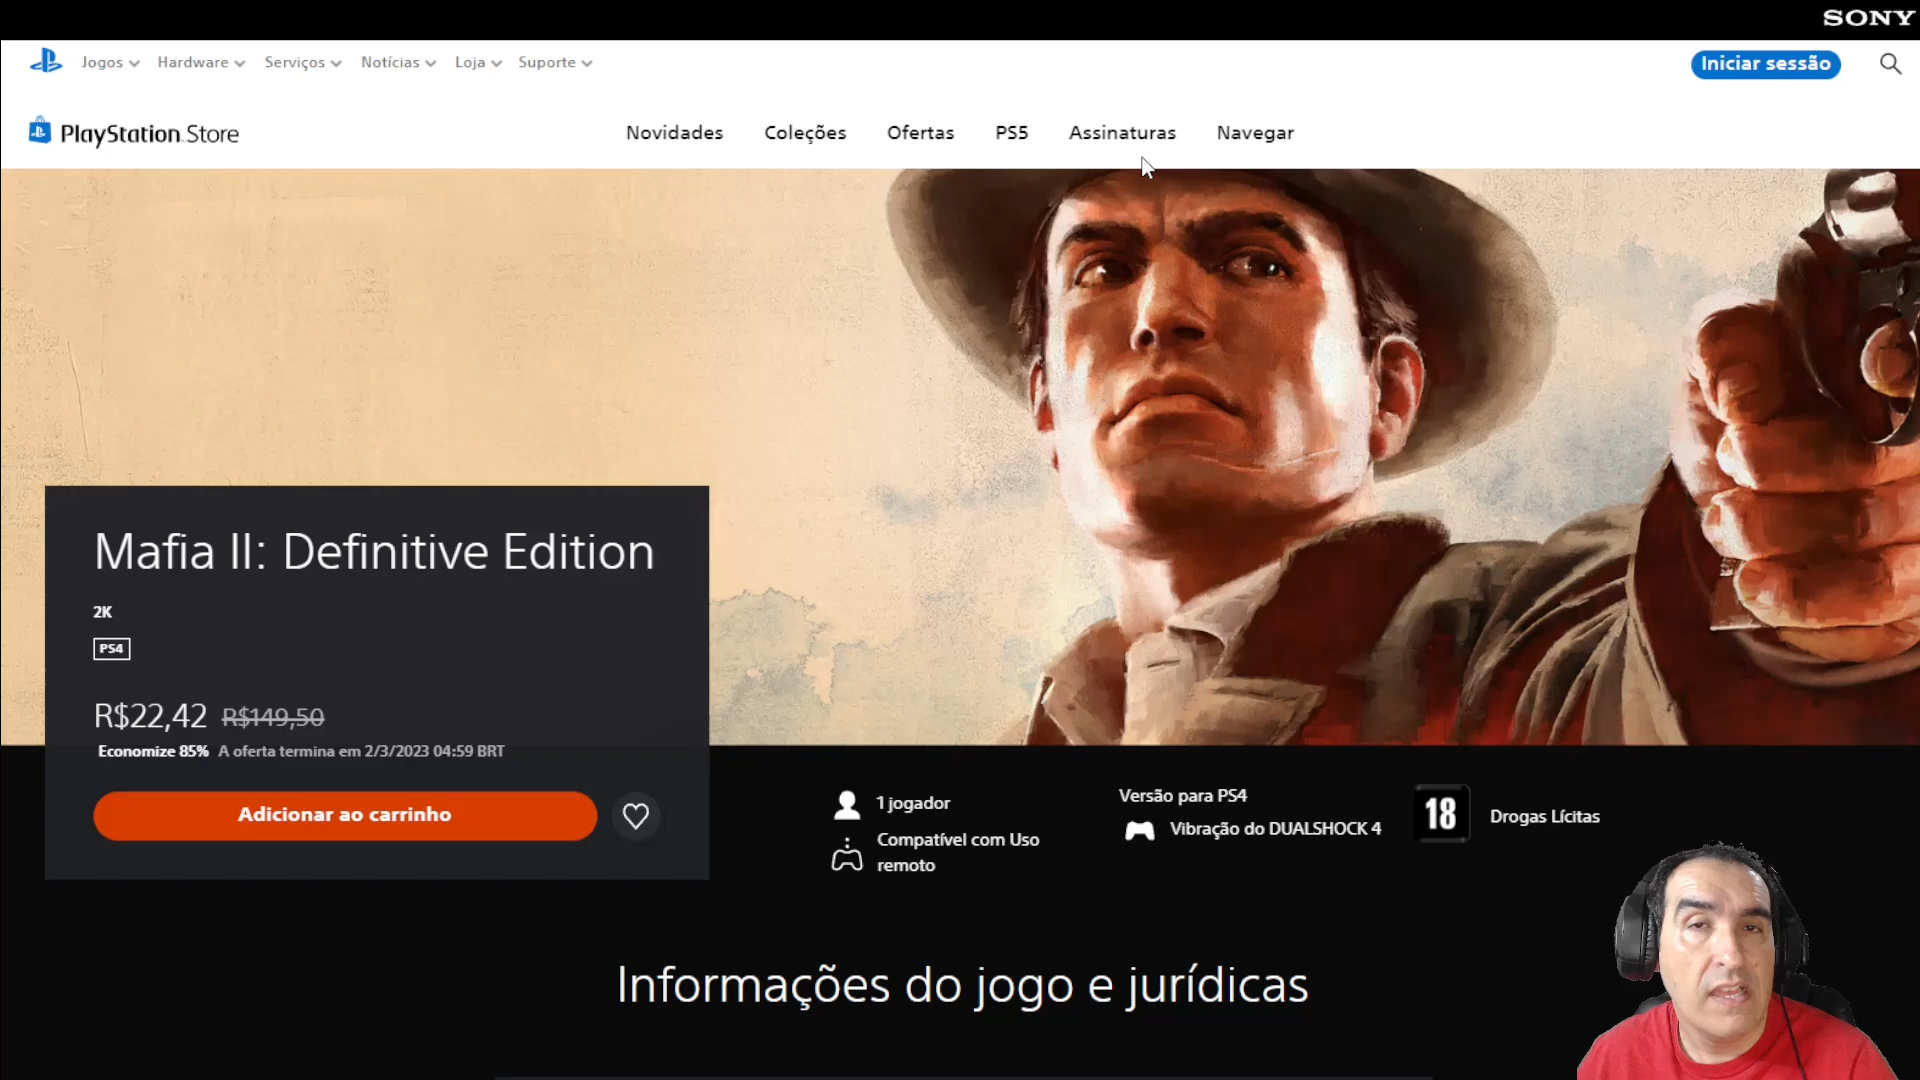 SONY
Jogos Hardware Serviços Notícias Loja Suporte
Iniciar sessão
PlayStation Store
Novidades Coleções Ofertas PS5 Assinaturas Navegar
Mafia II: Definitive Edition
2K
PS4
R$22,42 R$149,50
Economize 85% A oferta termina em 2/3/2023 04:59 BRT
Adicionar ao carrinho
1 jogador
Compatível com Uso
remoto
Versão para PS4
Vibração do DUALSHOCK 4
18
Drogas Lícitas
Informações do jogo e jurídicas